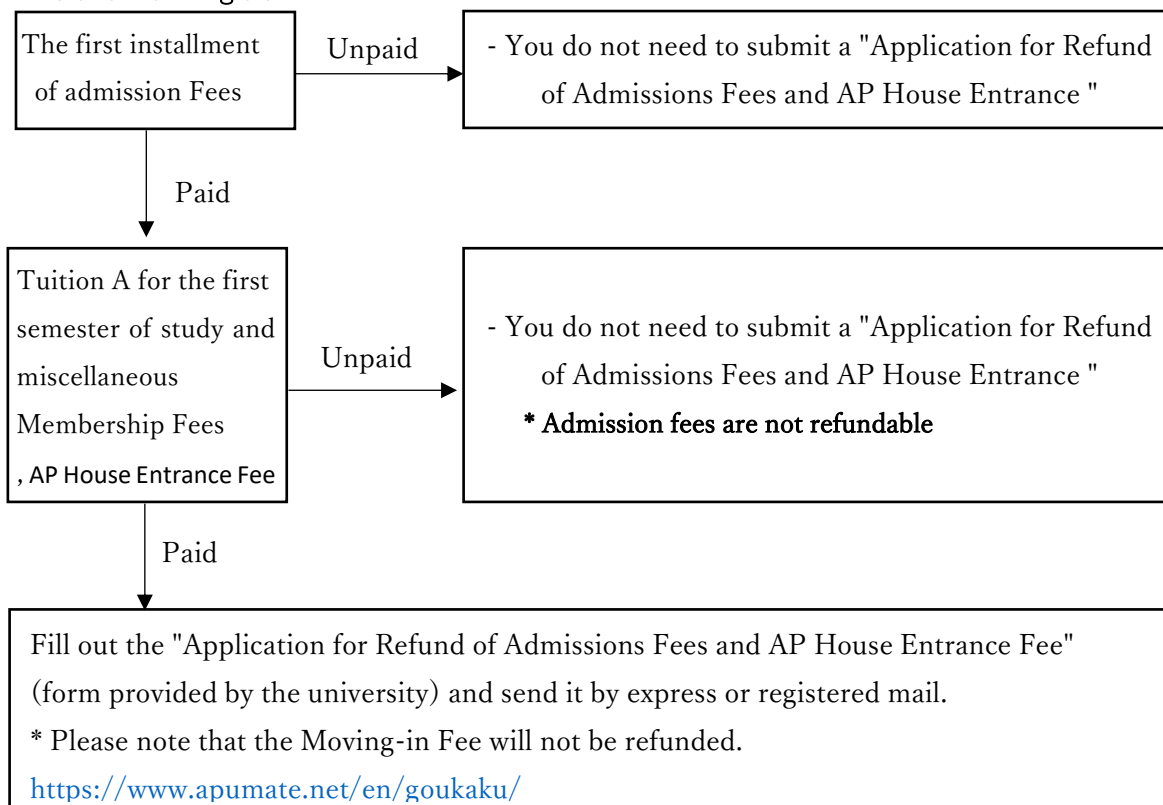 The first installment
of admission Fees
Unpaid
- You do not need to submit a "Application for Refund
of Admissions Fees and AP House Entrance "
Paid
Tuition A for the first
semester of study and
miscellaneous
Membership Fees
, AP House Entrance Fee
Unpaid
- You do not need to submit a "Application for Refund
of Admissions Fees and AP House Entrance "
* Admission fees are not refundable
Paid
Fill out the "Application for Refund of Admissions Fees and AP House Entrance Fee"
(form provided by the university) and send it by express or registered mail.
* Please note that the Moving-in Fee will not be refunded.
https://www.apumate.net/en/goukaku/